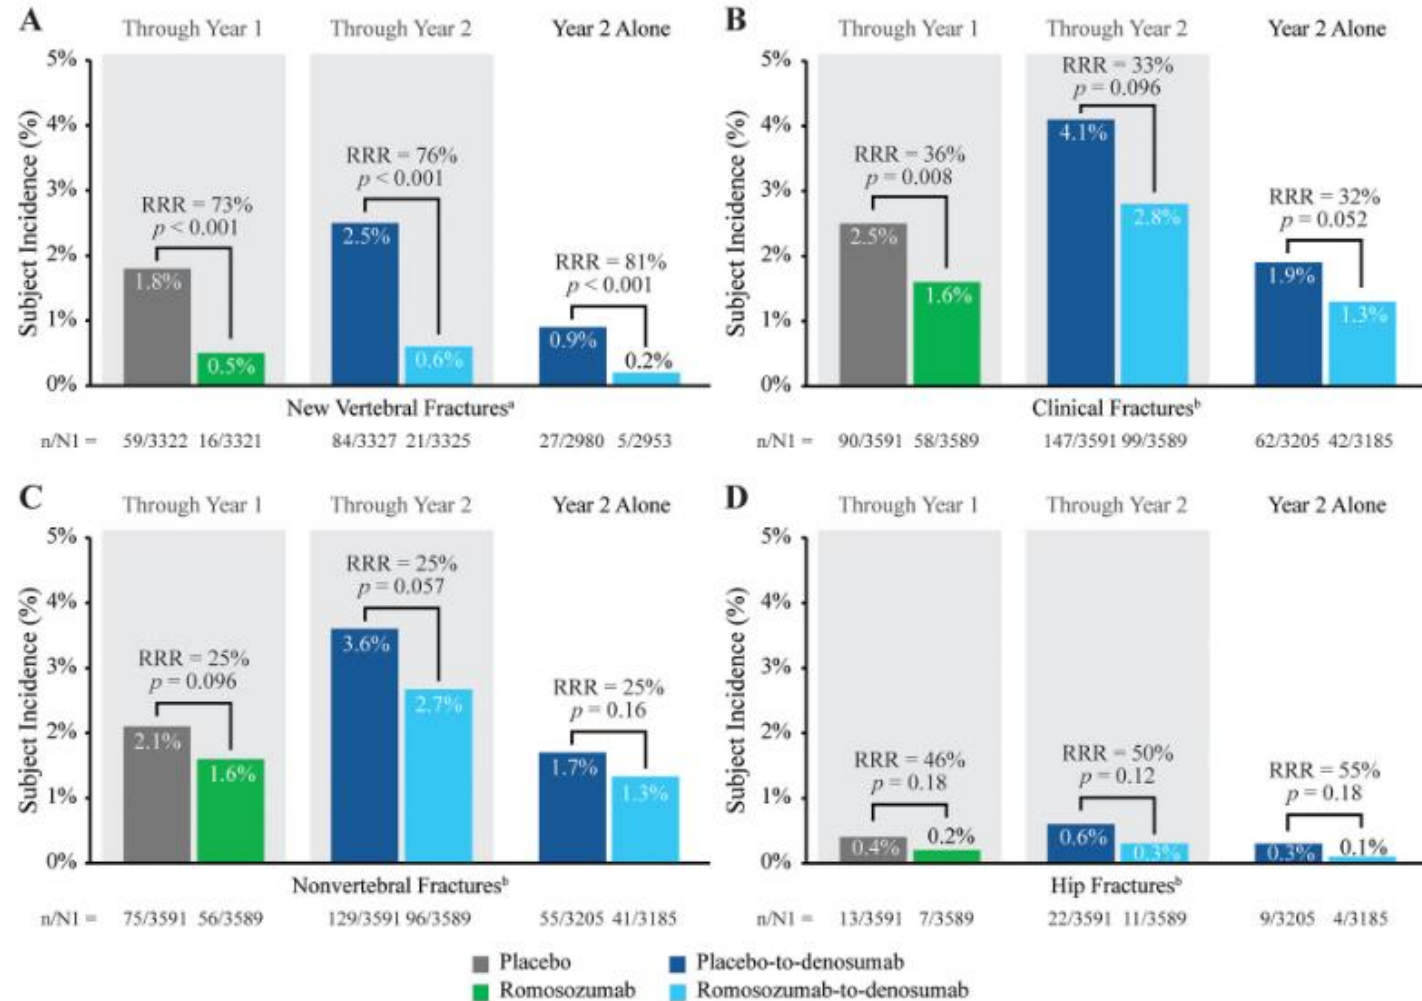 A
Through Year 1 Through Year 2 Year 2 Alone
Subject Incidence (%)
5%
4%
3%
2%
1%
0%
RRR = 73%
p < 0.001
1.8%
0.5%
RRR = 76%
p < 0.001
2.5%
0.6%
RRR = 81%
p < 0.001
0.9%
0.2%
New Vertebral Fracturesᵃ
n/N1 = 59/3322 16/3321 84/3327 21/3325 27/2980 5/2953
B
Through Year 1 Through Year 2 Year 2 Alone
Subject Incidence (%)
5%
4%
3%
2%
1%
0%
RRR = 36%
p = 0.008
2.5%
1.6%
RRR = 33%
p = 0.096
4.1%
2.8%
RRR = 32%
p = 0.052
1.9%
1.3%
Clinical Fracturesᵇ
90/3591 58/3589 147/3591 99/3589 62/3205 42/3185
C
Through Year 1 Through Year 2 Year 2 Alone
Subject Incidence (%)
5%
4%
3%
2%
1%
0%
RRR = 25%
p = 0.096
2.1%
1.6%
RRR = 25%
p = 0.057
3.6%
2.7%
RRR = 25%
p = 0.16
1.7%
1.3%
Nonvertebral Fracturesᵇ
n/N1 = 75/3591 56/3589 129/3591 96/3589 55/3205 41/3185
D
Through Year 1 Through Year 2 Year 2 Alone
Subject Incidence (%)
5%
4%
3%
2%
1%
0%
RRR = 46%
p = 0.18
0.4%
0.2%
RRR = 50%
p = 0.12
0.6%
0.3%
RRR = 55%
p = 0.18
0.3%
0.1%
Hip Fracturesᵇ
13/3591 7/3589 22/3591 11/3589 9/3205 4/3185
Placebo Placebo-to-denosumab
Romosozumab Romosozumab-to-denosumab